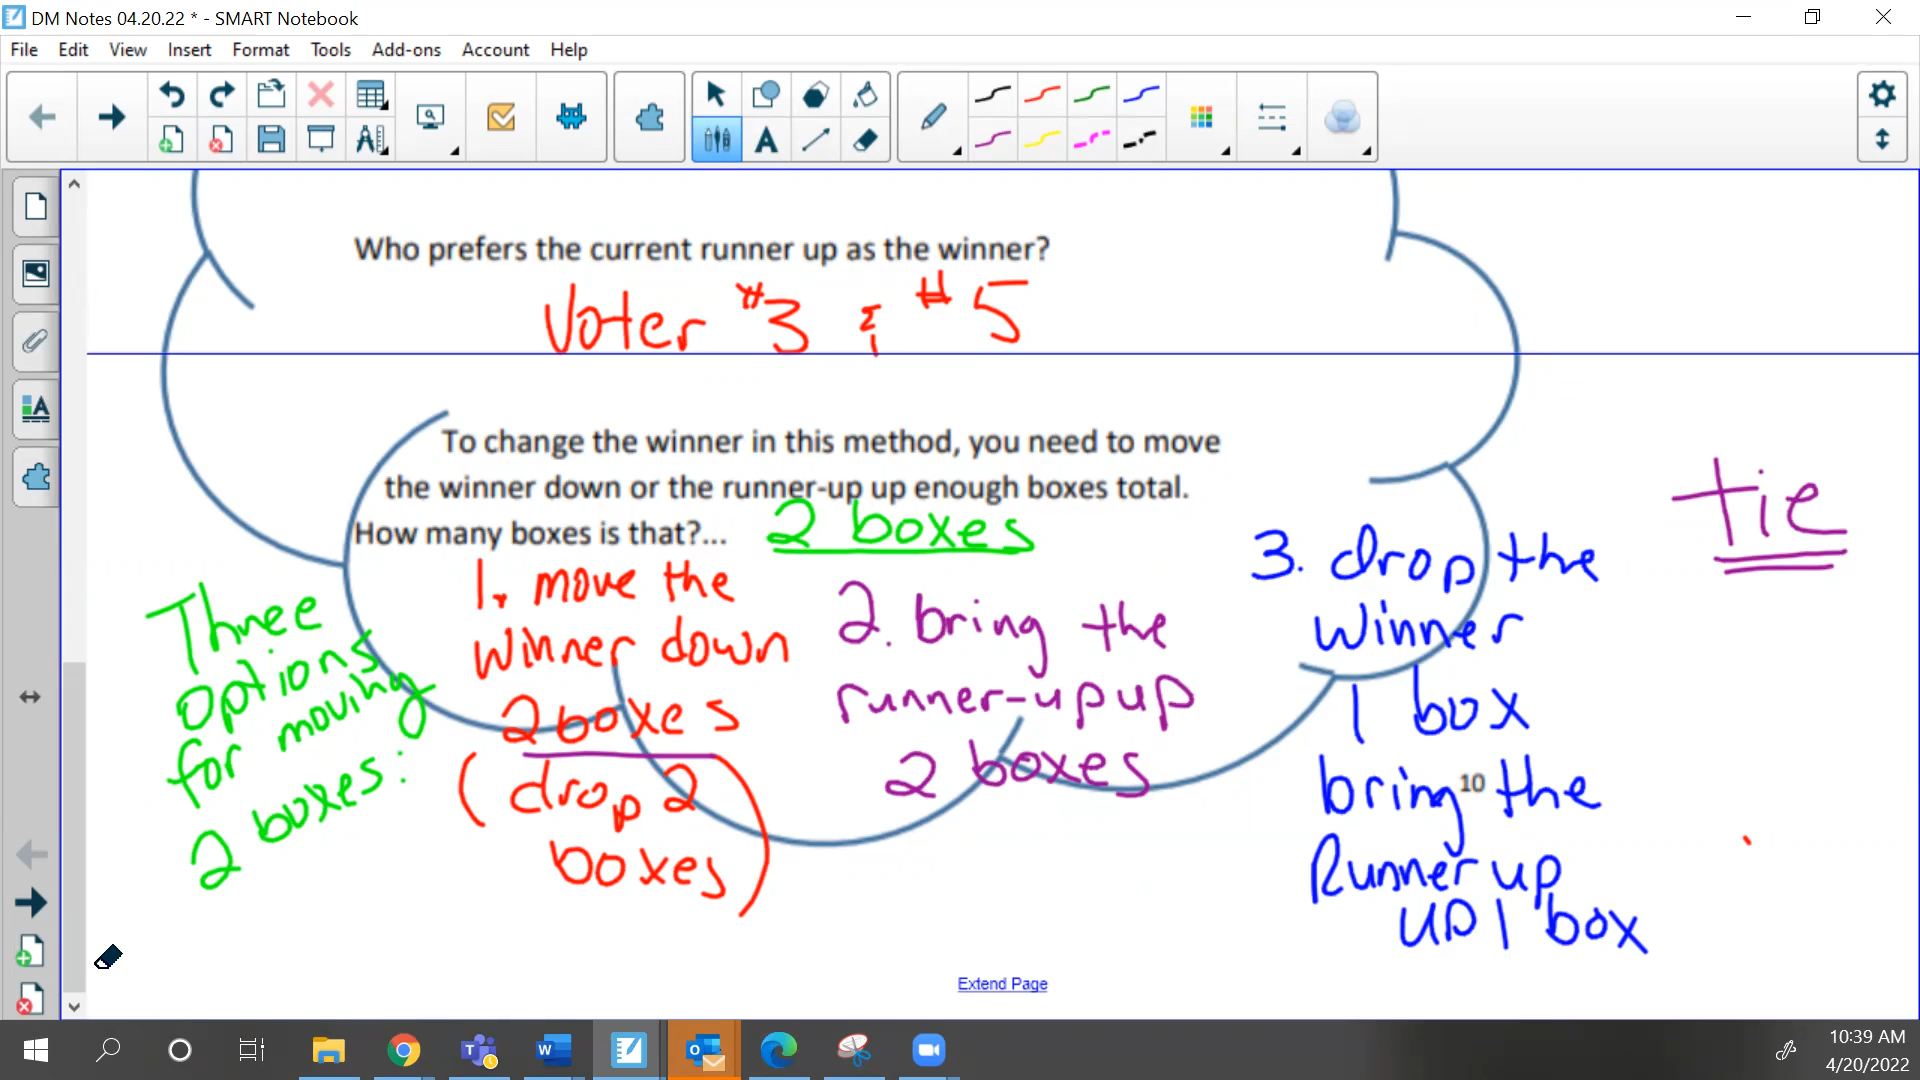 DM Notes 04.20.22 * - SMART Notebook
File Edit View Insert Format Tools Add-ons Account Help
Who prefers the current runner up as the winner?
Voter #3 & #5
To change the winner in this method, you need to move
the winner down or the runner-up up enough boxes total.
How many boxes is that?... 2 boxes
tie
Three
options
for moving
2 boxes:
1. move the
winner down
2 boxes
( drop 2
boxes )
2. bring the
runner-up up
2 boxes
3. drop the
winner
1 box
bring the
Runner up
up 1 box
10
Extend Page
10:39 AM
4/20/2022